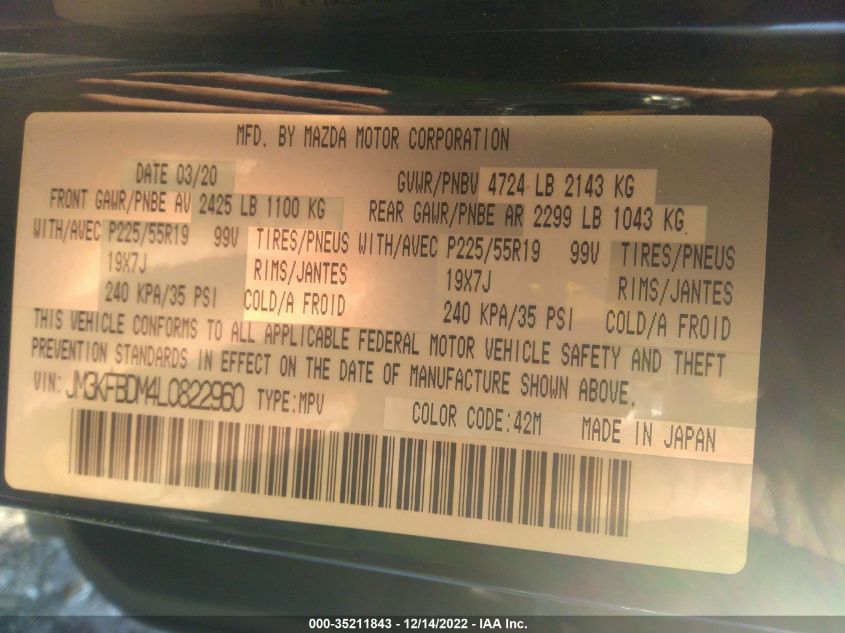 MFD. BY MAZDA MOTOR CORPORATION
DATE 03/20 GVWR/PNBV 4724 LB 2143 KG
FRONT GAWR/PNBE AV 2425 LB 1100 KG REAR GAWR/PNBE AR 2299 LB 1043 KG
WITH/AVEC P225/55R19 99V TIRES/PNEUS WITH/AVEC P225/55R19 99V TIRES/PNEUS
19X7J RIMS/JANTES 19X7J RIMS/JANTES
240 KPA/35 PSI COLD/A FROID 240 KPA/35 PSI COLD/A FROID
THIS VEHICLE CONFORMS TO ALL APPLICABLE FEDERAL MOTOR VEHICLE SAFETY AND THEFT
PREVENTION STANDARDS IN EFFECT ON THE DATE OF MANUFACTURE SHOWN ABOVE.
VIN: JM3KFBDM4L0822960 TYPE:MPV COLOR CODE:42M MADE IN JAPAN
000-35211843 - 12/14/2022 - IAA Inc.